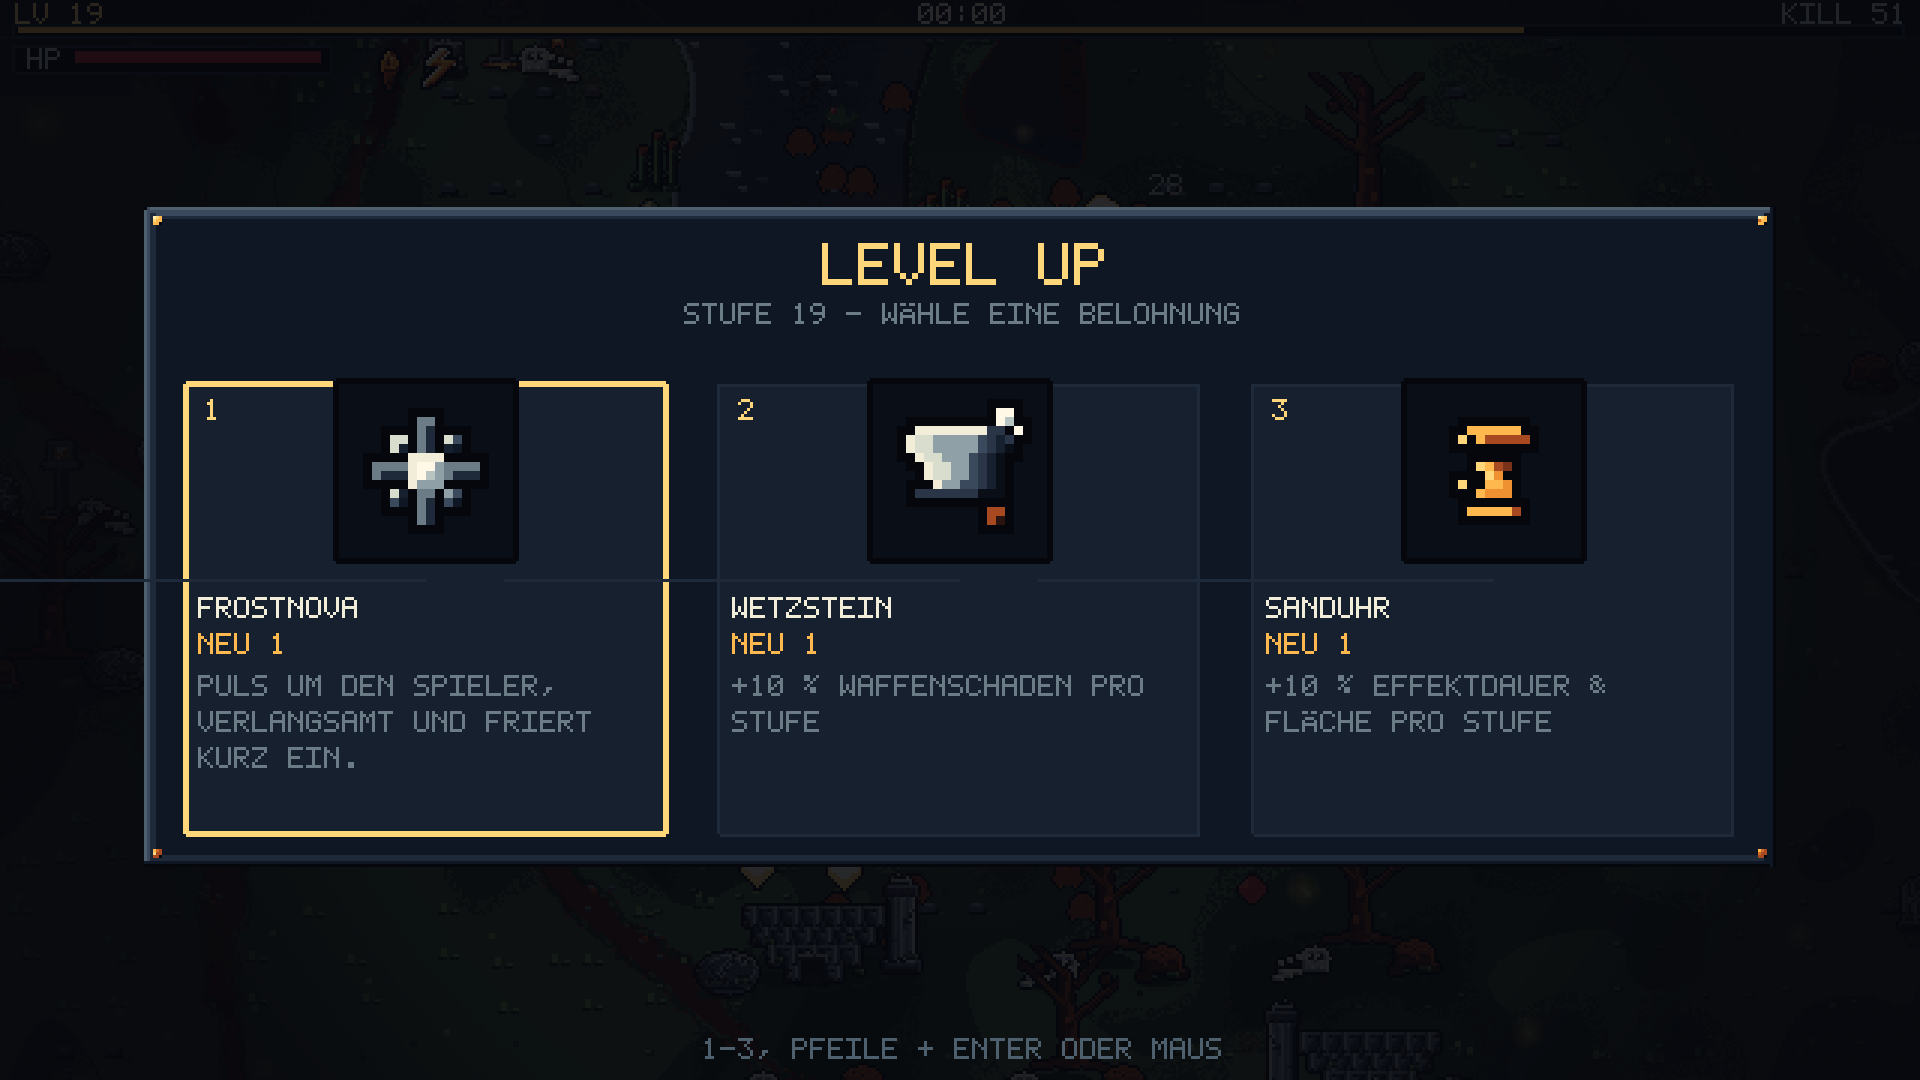 LV 19
00:00
KILL 51
HP
28
LEVEL UP
STUFE 19 - WäHLE EINE BELOHNUNG
1
2
3
FROSTNOVA
NEU 1
PULS UM DEN SPIELER,
VERLANGSAMT UND FRIERT
KURZ EIN.
WETZSTEIN
NEU 1
+10 % WAFFENSCHADEN PRO
STUFE
SANDUHR
NEU 1
+10 % EFFEKTDAUER &
FLäCHE PRO STUFE
1-3, PFEILE + ENTER ODER MAUS